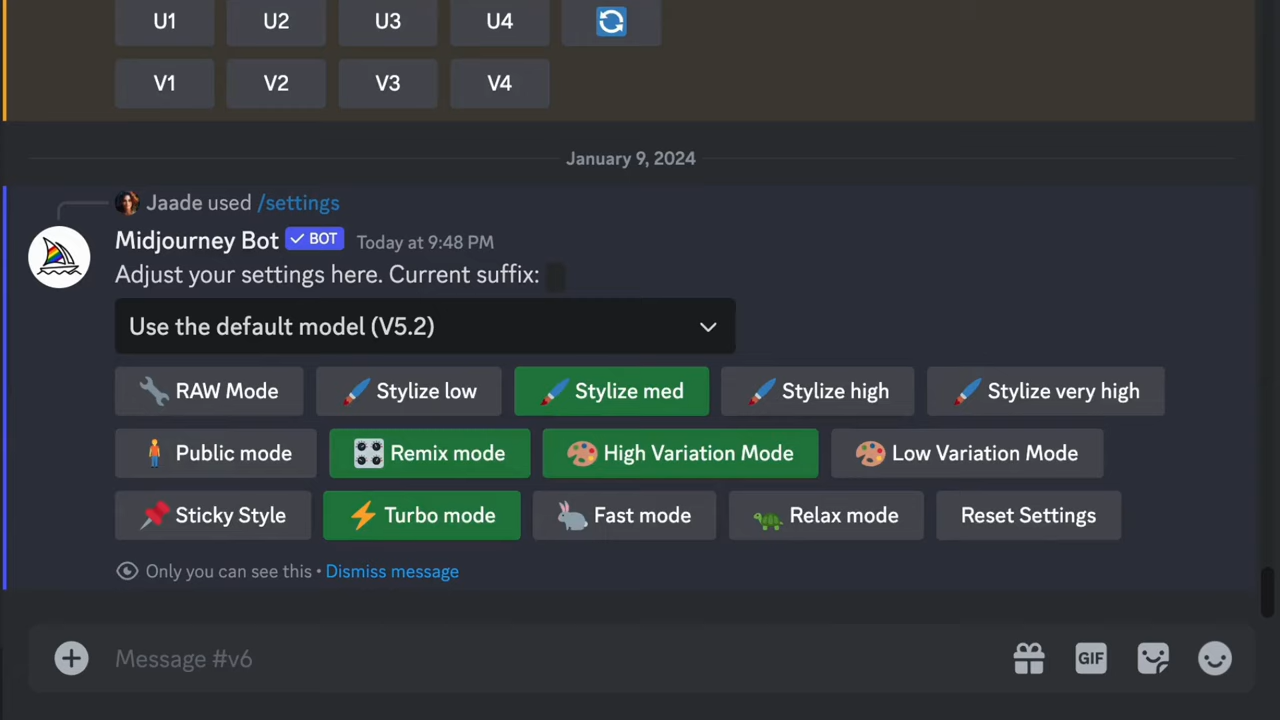 U1 U2 U3 U4
V1 V2 V3 V4
January 9, 2024
Jaade used /settings
Midjourney Bot BOT Today at 9:48 PM
Adjust your settings here. Current suffix:
Use the default model (V5.2)
RAW Mode Stylize low Stylize med Stylize high Stylize very high
Public mode Remix mode High Variation Mode Low Variation Mode
Sticky Style Turbo mode Fast mode Relax mode Reset Settings
Only you can see this • Dismiss message
Message #v6 GIF